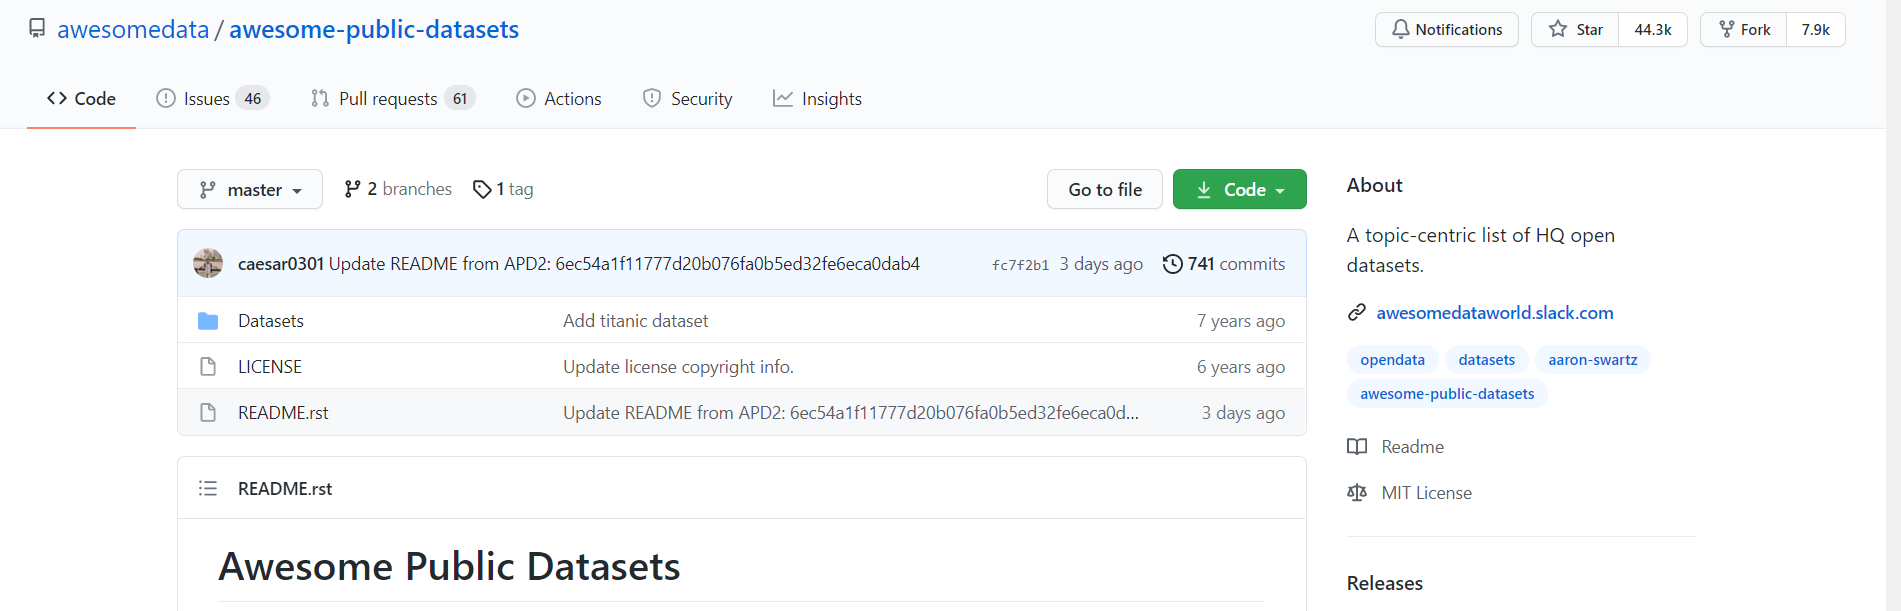 awesomedata / awesome-public-datasets
Notifications Star 44.3k Fork 7.9k
Code Issues 46 Pull requests 61 Actions Security Insights
master 2 branches 1 tag Go to file Code
caesar0301 Update README from APD2: 6ec54a1f11777d20b076fa0b5ed32fe6eca0dab4 fc7f2b1 3 days ago 741 commits
Datasets Add titanic dataset 7 years ago
LICENSE Update license copyright info. 6 years ago
README.rst Update README from APD2: 6ec54a1f11777d20b076fa0b5ed32fe6eca0d... 3 days ago
README.rst
Awesome Public Datasets
About
A topic-centric list of HQ open
datasets.
awesomedataworld.slack.com
opendata datasets aaron-swartz
awesome-public-datasets
Readme
MIT License
Releases